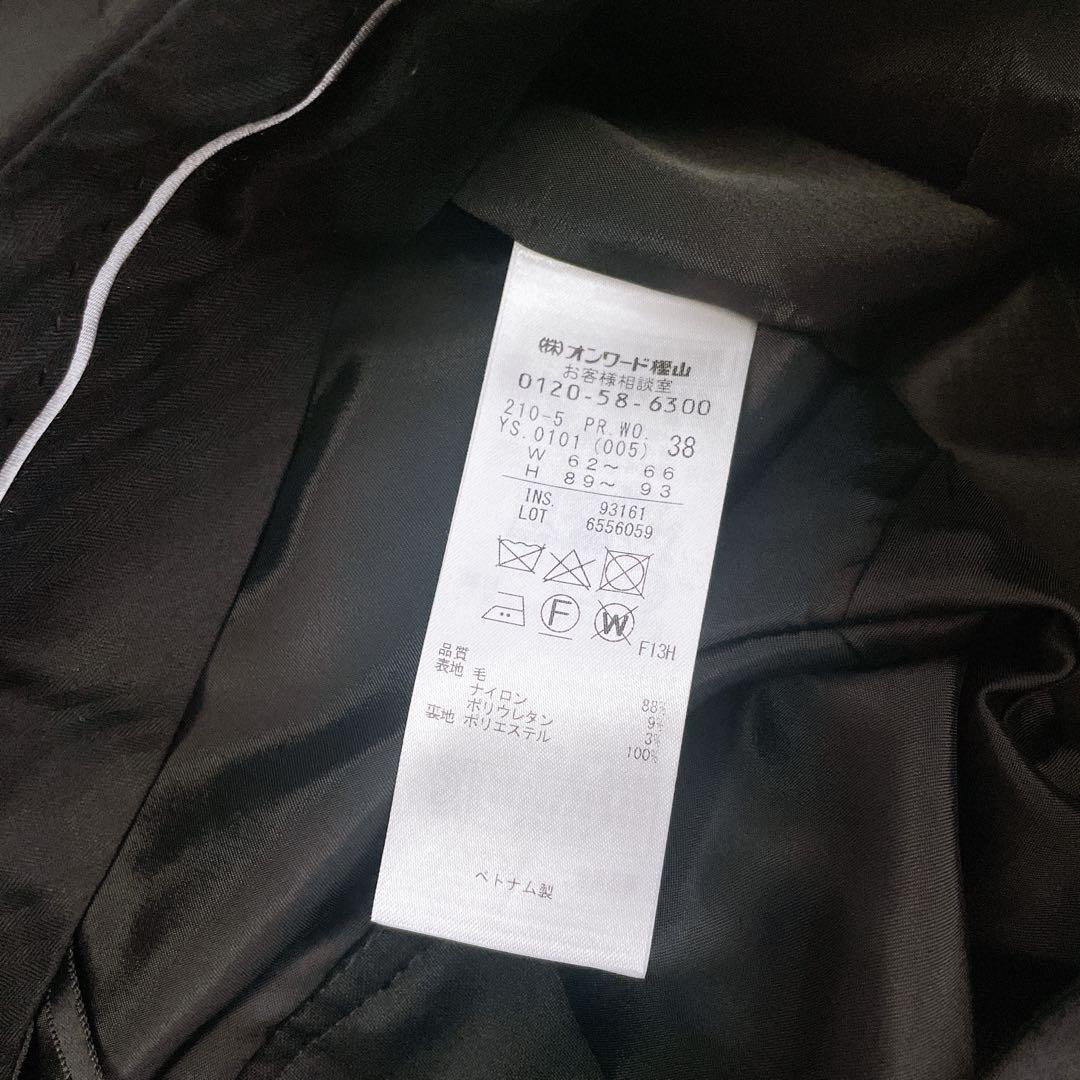 (株)オンワード樫山
お客様相談室
0120-58-6300
210-5 PR.WO. 38
YS.0101 (005)
W 62～ 66
H 89～ 93
INS. 93161
LOT 6556059
F
W
F13H
品質
表地 毛 88%
ナイロン 9%
ポリウレタン 3%
裏地 ポリエステル 100%
ベトナム製